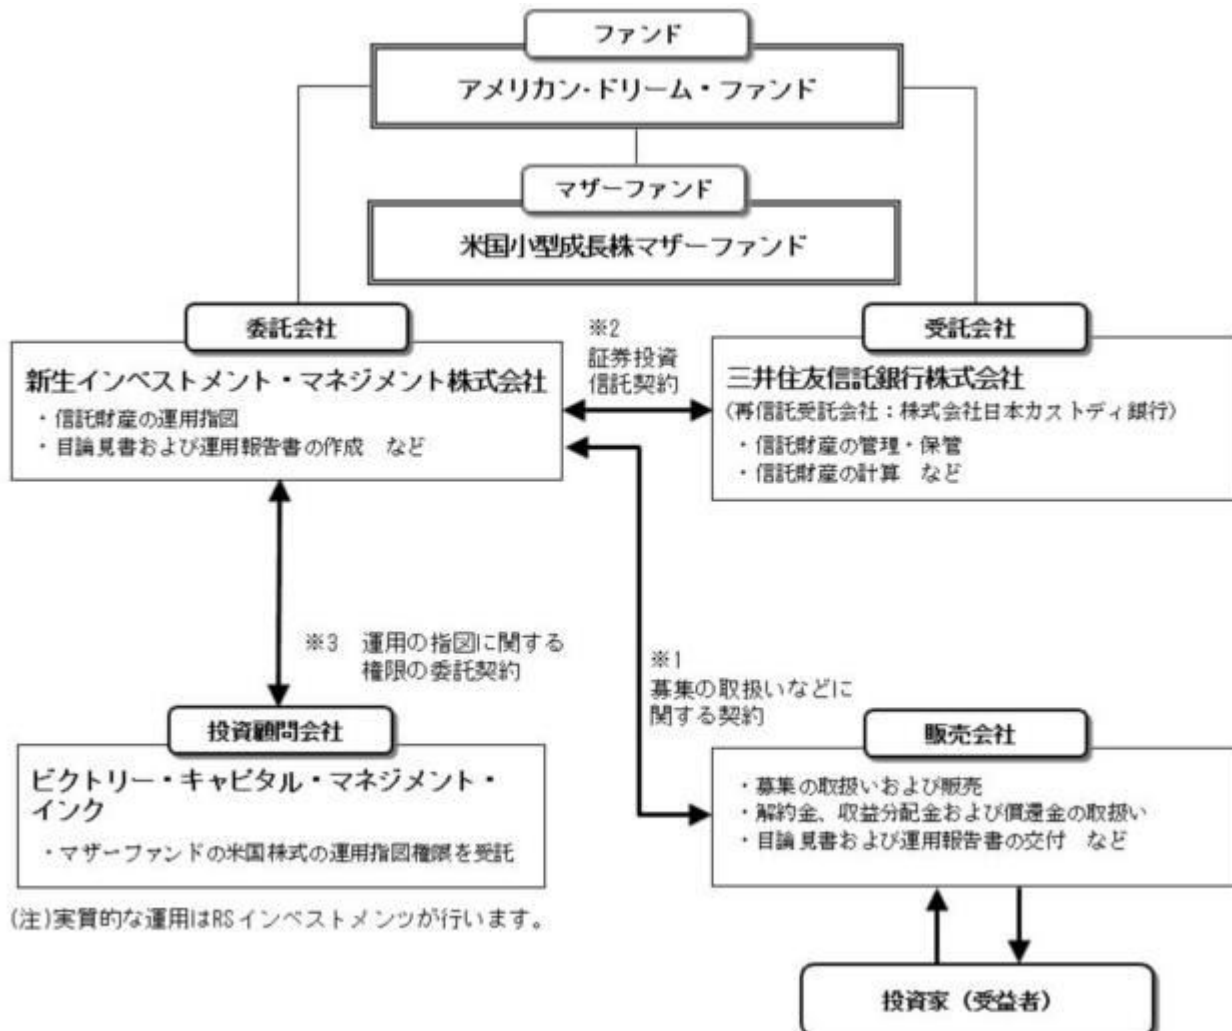 ファンド
アメリカン・ドリーム・ファンド
マザーファンド
米国小型成長株マザーファンド
委託会社
新生インベストメント・マネジメント株式会社
・信託財産の運用指図
・目論見書および運用報告書の作成　など
※2
証券投資
信託契約
受託会社
三井住友信託銀行株式会社
(再信託受託会社：株式会社日本カストディ銀行)
・信託財産の管理・保管
・信託財産の計算　など
※3　運用の指図に関する
権限の委託契約
※1
募集の取扱いなどに
関する契約
投資顧問会社
ビクトリー・キャピタル・マネジメント・
インク
・マザーファンドの米国株式の運用指図権限を受託
(注)実質的な運用はRSインベストメンツが行います。
販売会社
・募集の取扱いおよび販売
・解約金、収益分配金および償還金の取扱い
・目論見書および運用報告書の交付　など
投資家（受益者）